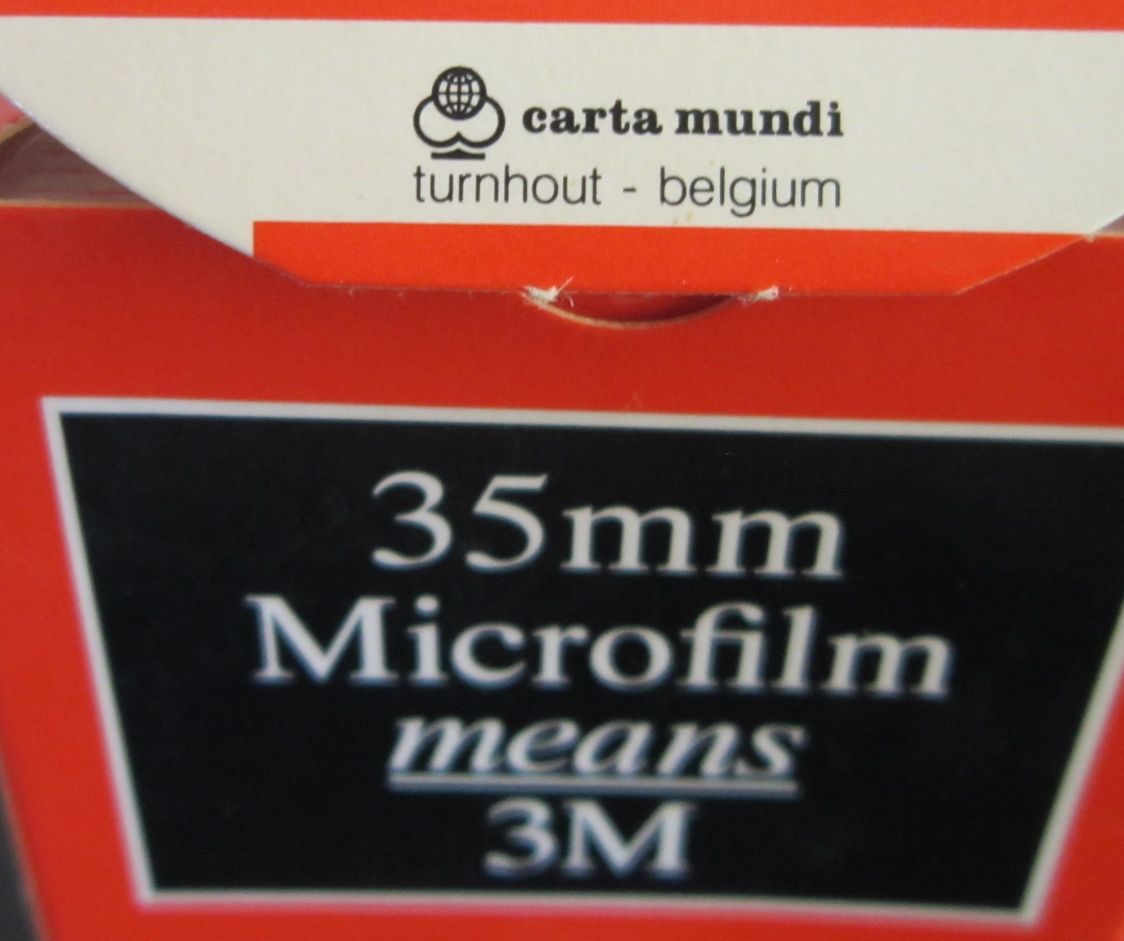 carta mundi
turnhout - belgium
35mm
Microfilm
means
3M